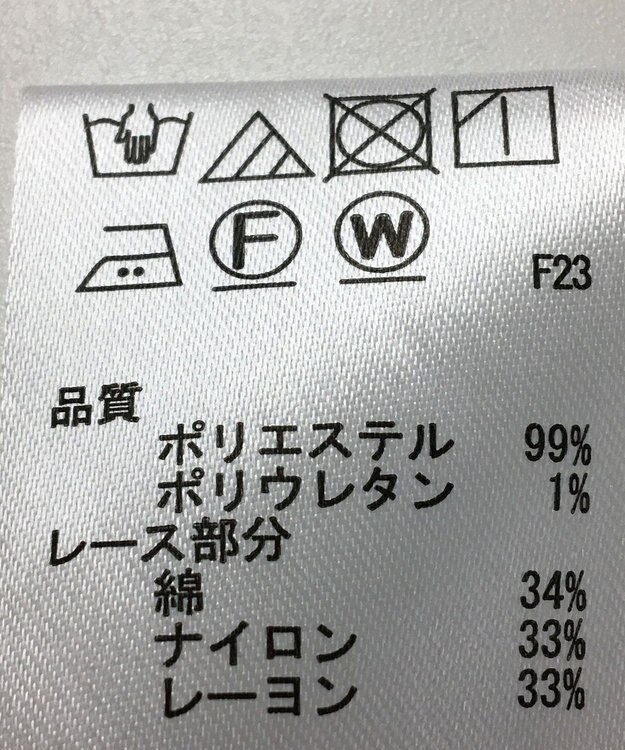 F W
F23
品質
ポリエステル 99%
ポリウレタン 1%
レース部分
綿 34%
ナイロン 33%
レーヨン 33%